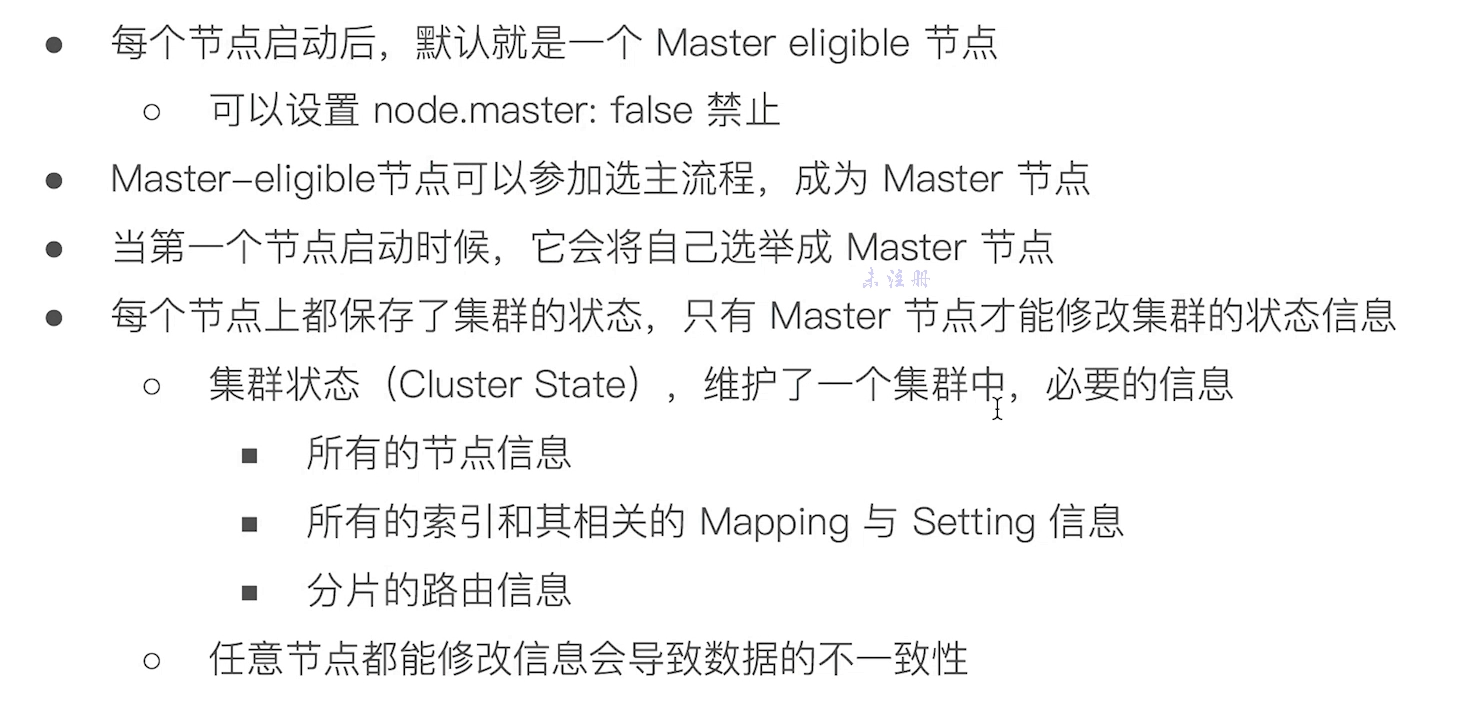 每个节点启动后，默认就是一个 Master eligible 节点
可以设置 node.master: false 禁止
Master-eligible节点可以参加选主流程，成为 Master 节点
当第一个节点启动时候，它会将自己选举成 Master 节点
未注册
每个节点上都保存了集群的状态，只有 Master 节点才能修改集群的状态信息
集群状态（Cluster State），维护了一个集群中，必要的信息
所有的节点信息
所有的索引和其相关的 Mapping 与 Setting 信息
分片的路由信息
任意节点都能修改信息会导致数据的不一致性